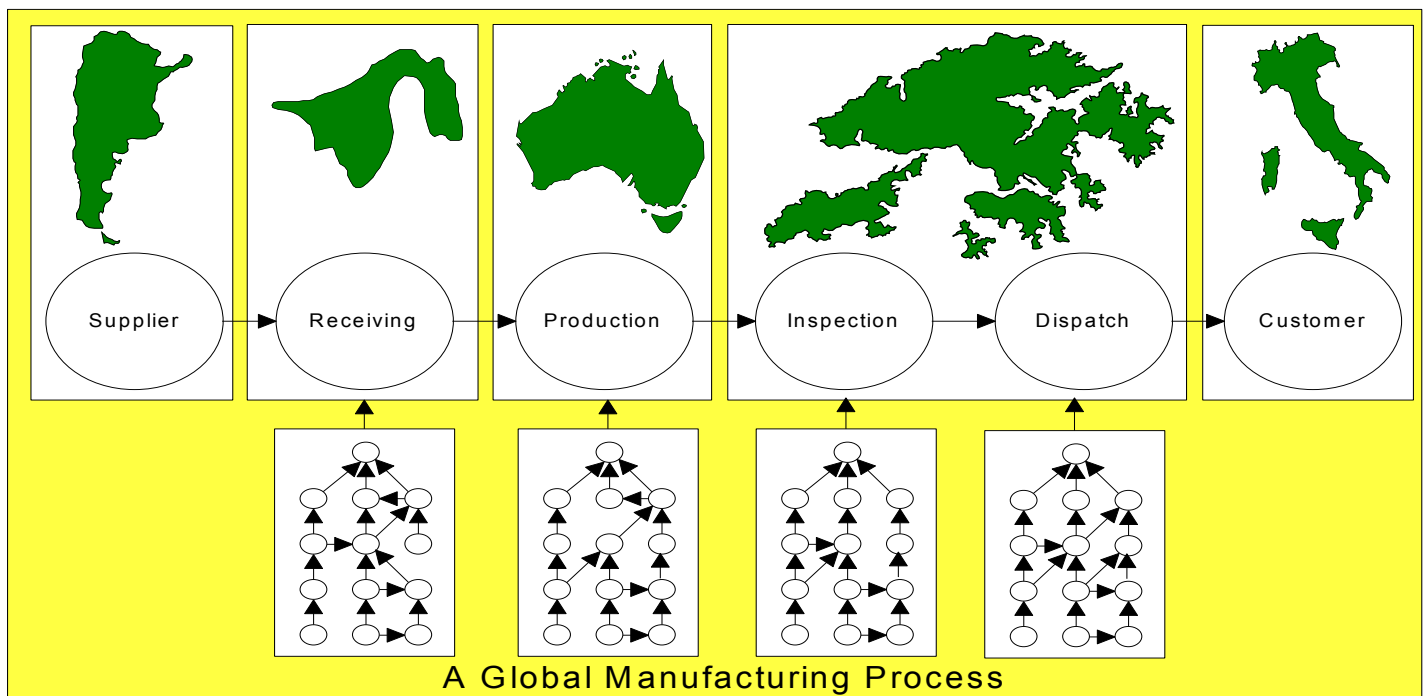 Supplier
Receiving
Production
Inspection
Dispatch
Customer
A Global Manufacturing Process